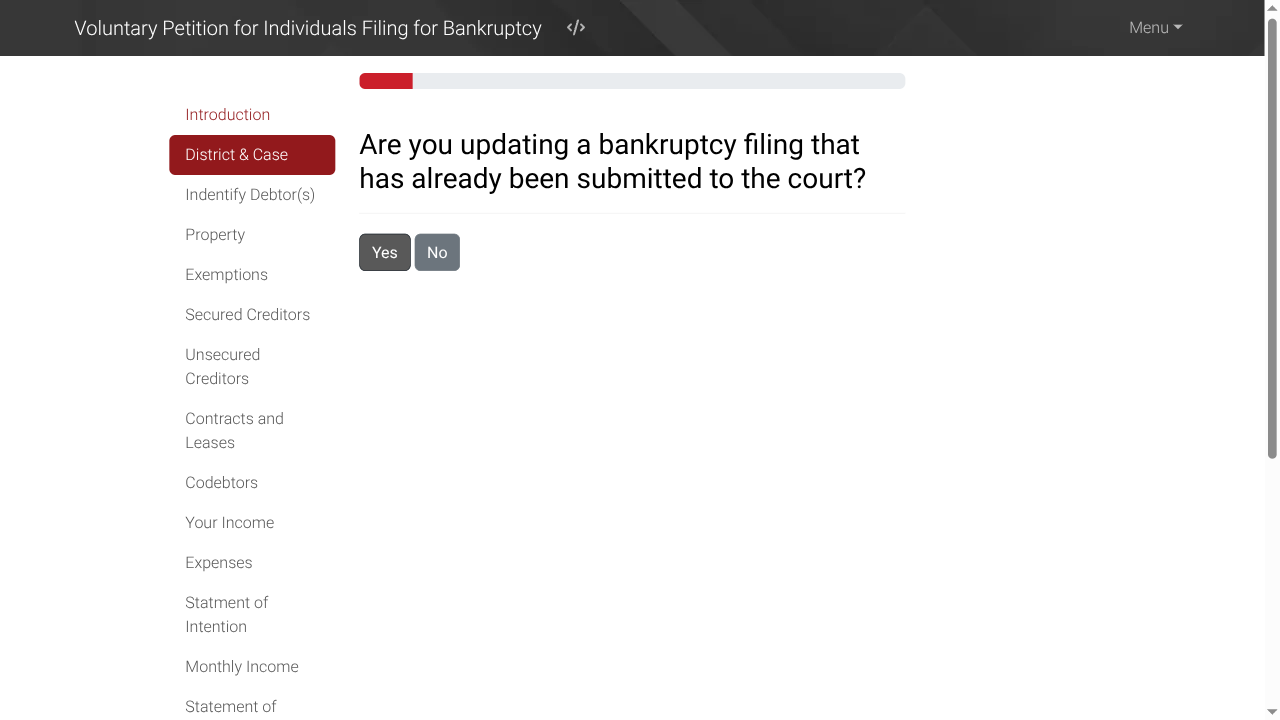 Voluntary Petition for Individuals Filing for Bankruptcy </>
Menu
Introduction
District & Case
Indentify Debtor(s)
Property
Exemptions
Secured Creditors
Unsecured
Creditors
Contracts and
Leases
Codebtors
Your Income
Expenses
Statment of
Intention
Monthly Income
Statement of
Are you updating a bankruptcy filing that
has already been submitted to the court?
Yes No